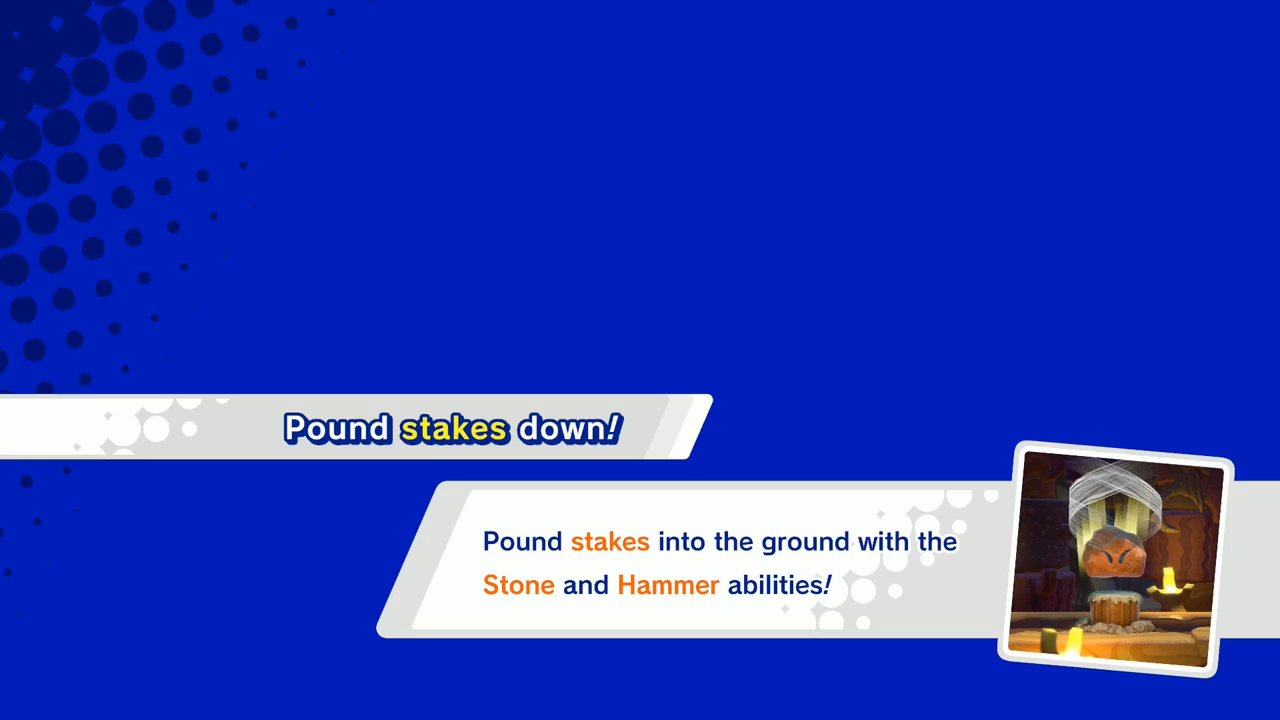 Pound stakes down!
Pound stakes into the ground with the
Stone and Hammer abilities!